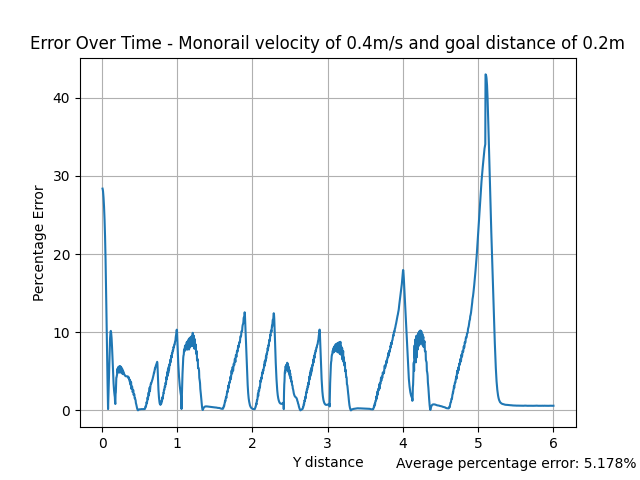 Error Over Time - Monorail velocity of 0.4m/s and goal distance of 0.2m
Percentage Error
40
30
20
10
0
0 1 2 3 4 5 6
Y distance
Average percentage error: 5.178%